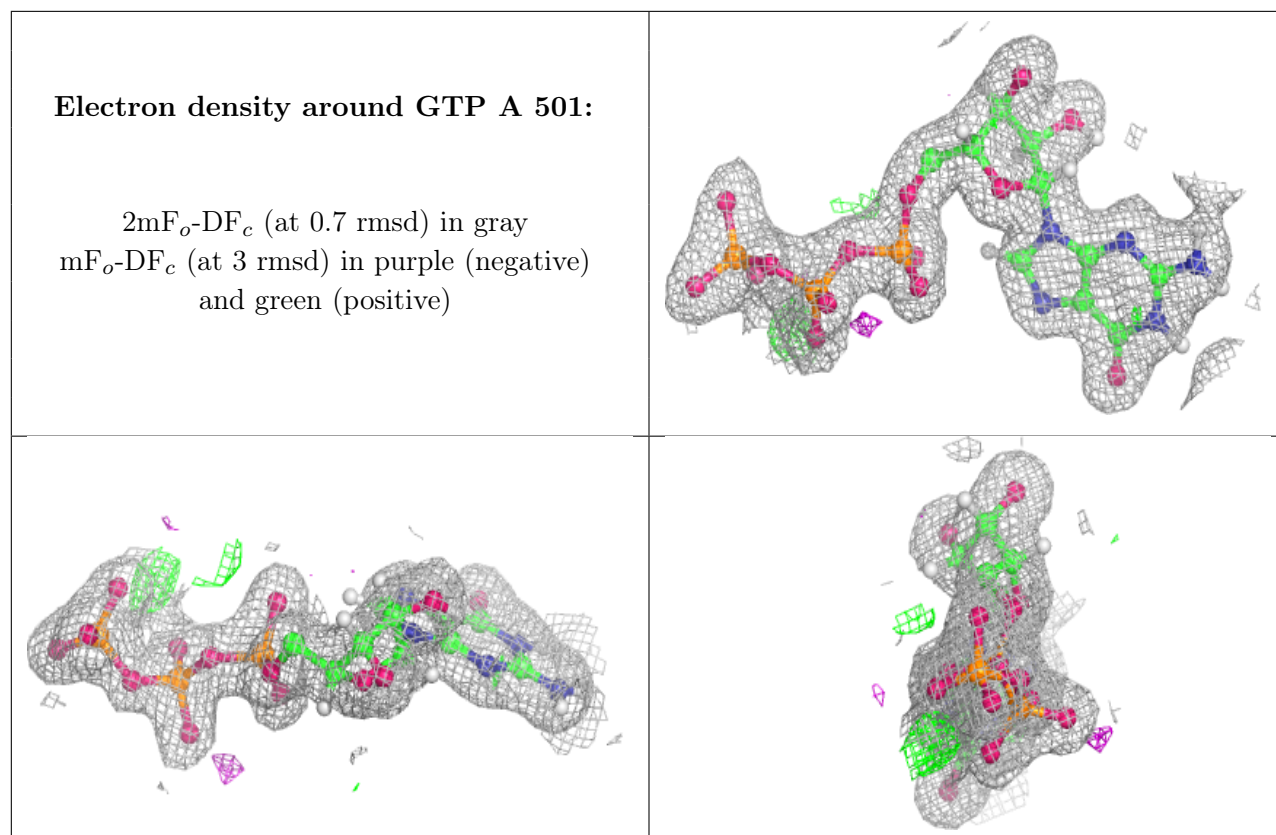 Electron density around GTP A 501:
2mFo-DFc (at 0.7 rmsd) in gray
mFo-DFc (at 3 rmsd) in purple (negative)
and green (positive)